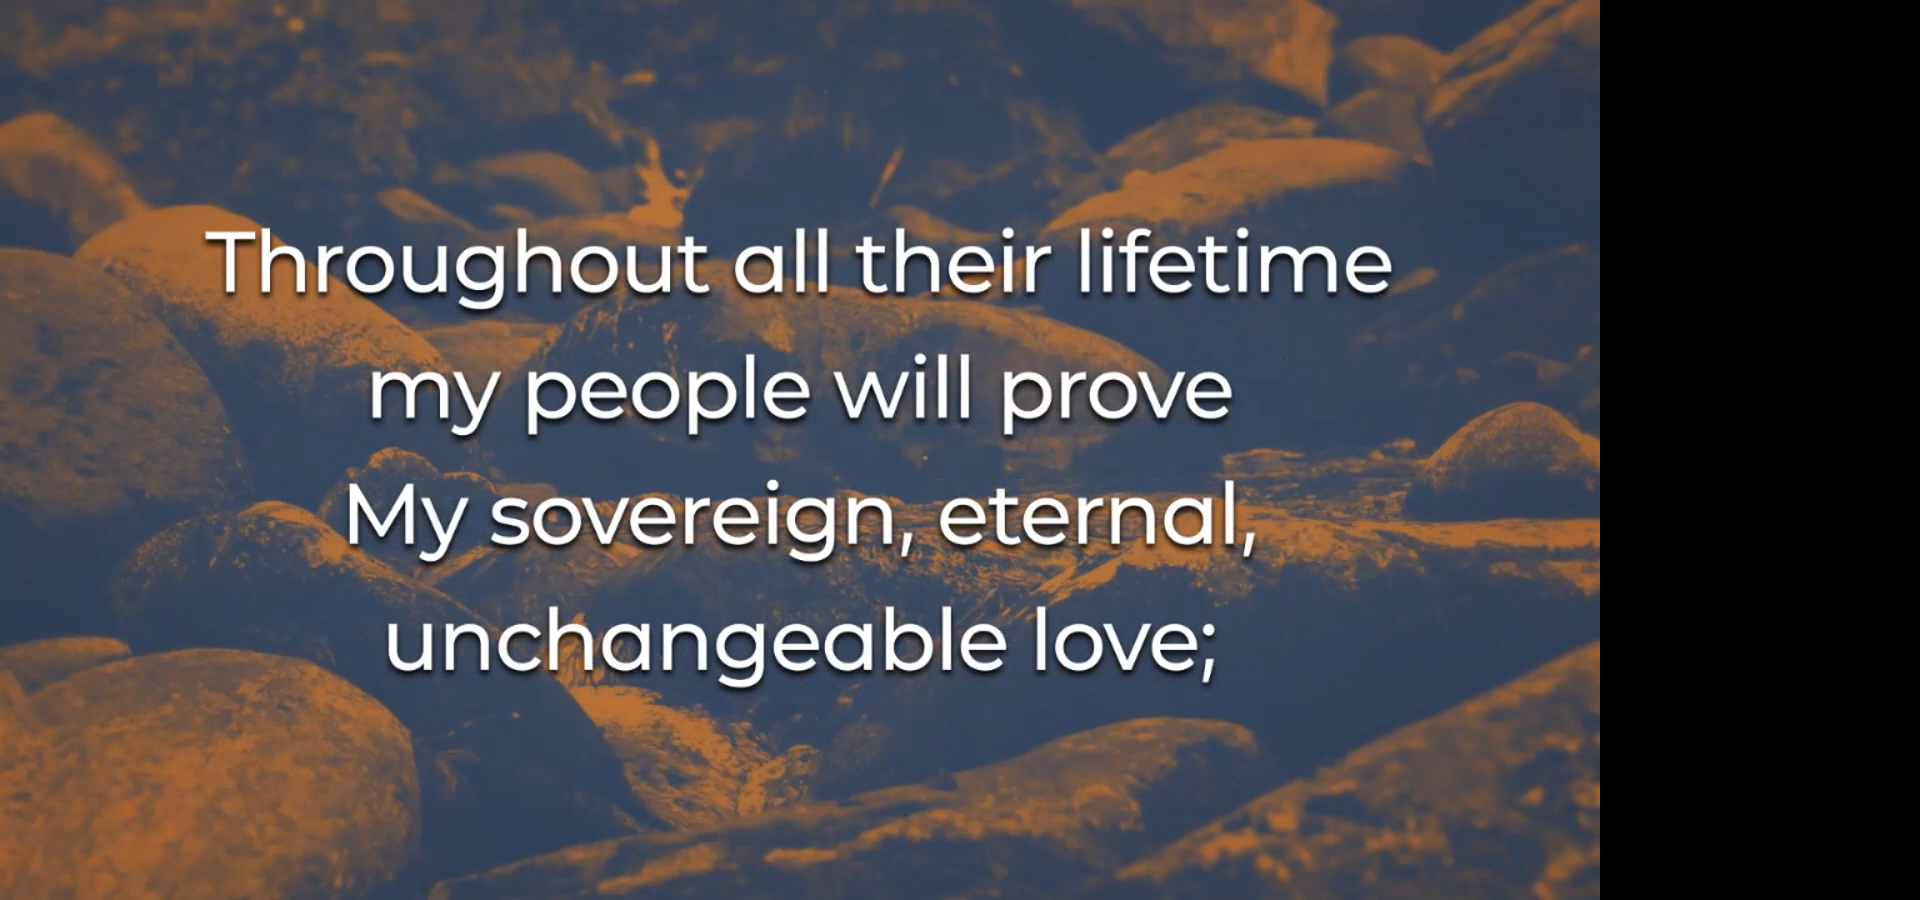 Throughout all their lifetime
my people will prove
My sovereign, eternal,
unchangeable love;